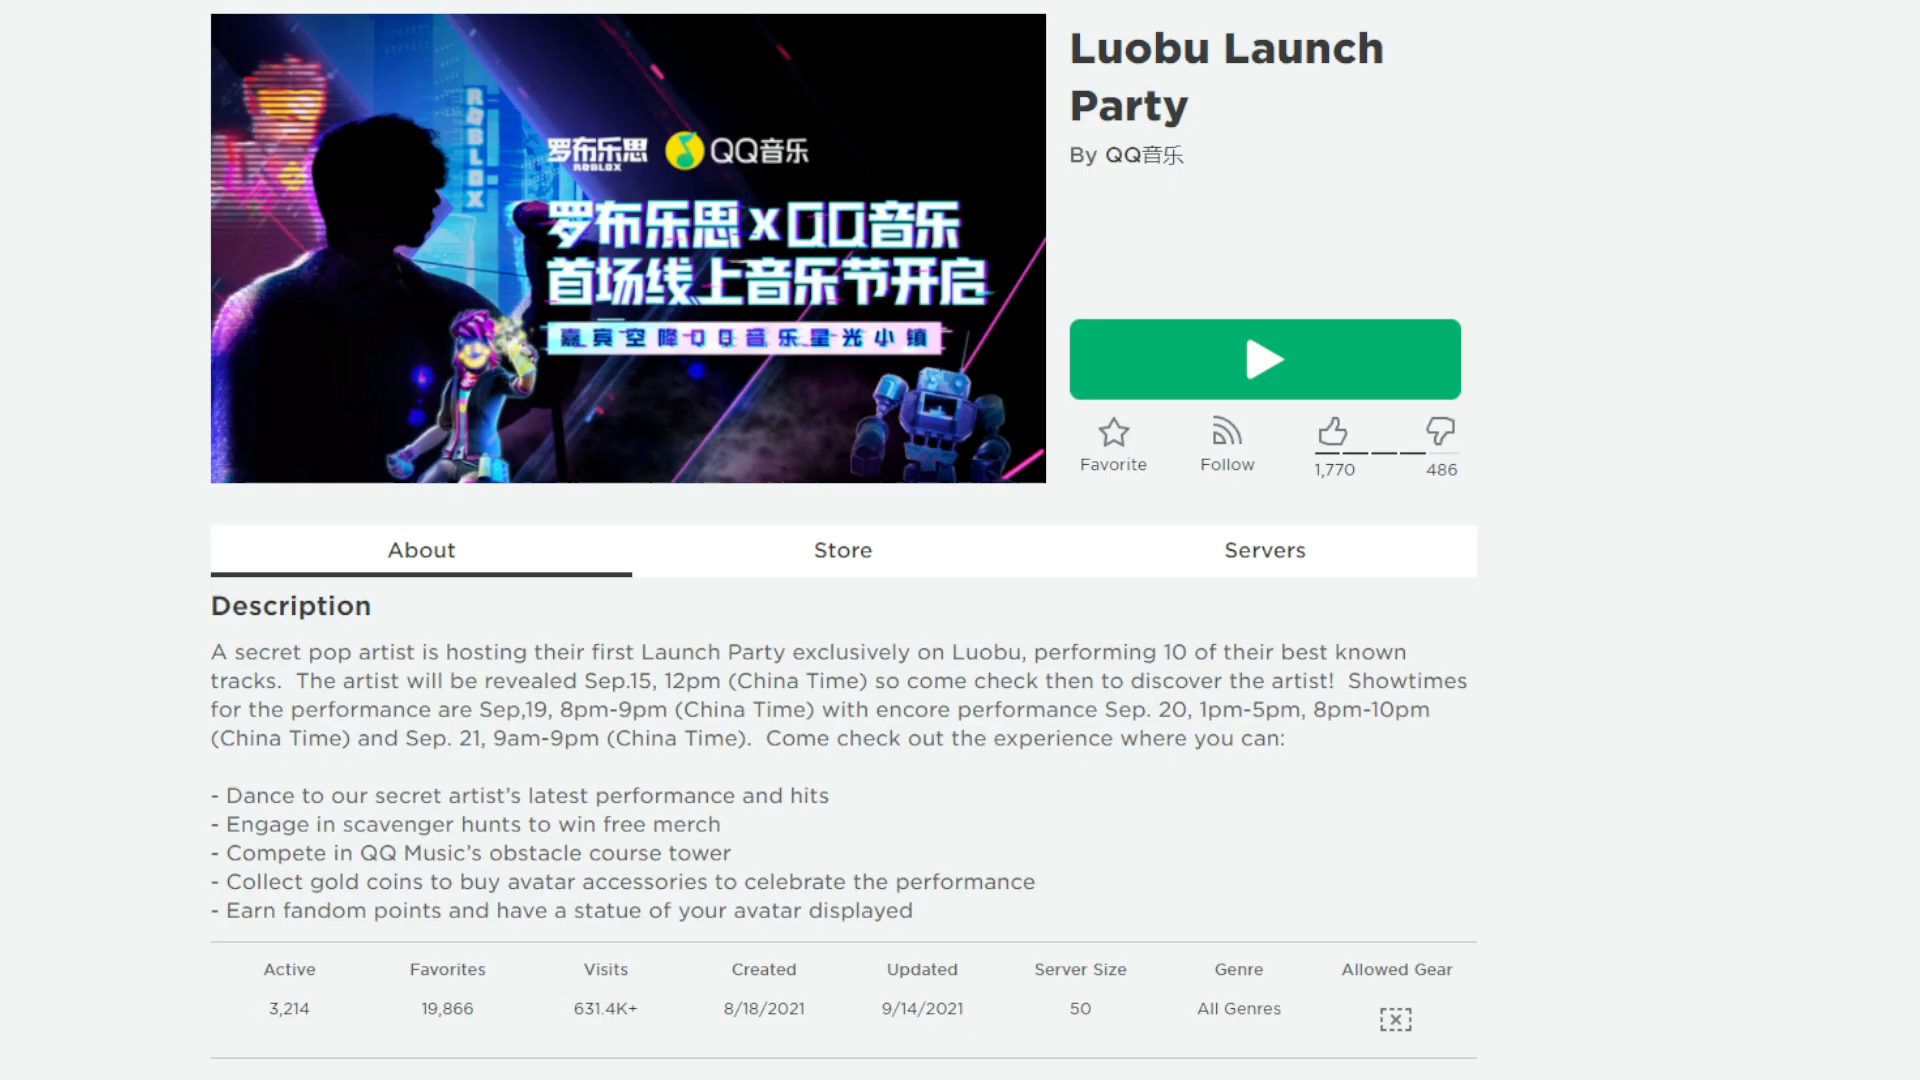 罗布乐思 QQ音乐
ROBLOX
ROBLOX
罗布乐思 X QQ音乐
首场线上音乐节开启
嘉宾空降QQ音乐星光小镇
Luobu Launch
Party
By QQ音乐
Favorite
Follow
1,770
486
About
Store
Servers
Description
A secret pop artist is hosting their first Launch Party exclusively on Luobu, performing 10 of their best known
tracks.  The artist will be revealed Sep.15, 12pm (China Time) so come check then to discover the artist!  Showtimes
for the performance are Sep,19, 8pm-9pm (China Time) with encore performance Sep. 20, 1pm-5pm, 8pm-10pm
(China Time) and Sep. 21, 9am-9pm (China Time).  Come check out the experience where you can:
- Dance to our secret artist’s latest performance and hits
- Engage in scavenger hunts to win free merch
- Compete in QQ Music’s obstacle course tower
- Collect gold coins to buy avatar accessories to celebrate the performance
- Earn fandom points and have a statue of your avatar displayed
Active Favorites Visits Created Updated Server Size Genre Allowed Gear
3,214 19,866 631.4K+ 8/18/2021 9/14/2021 50 All Genres